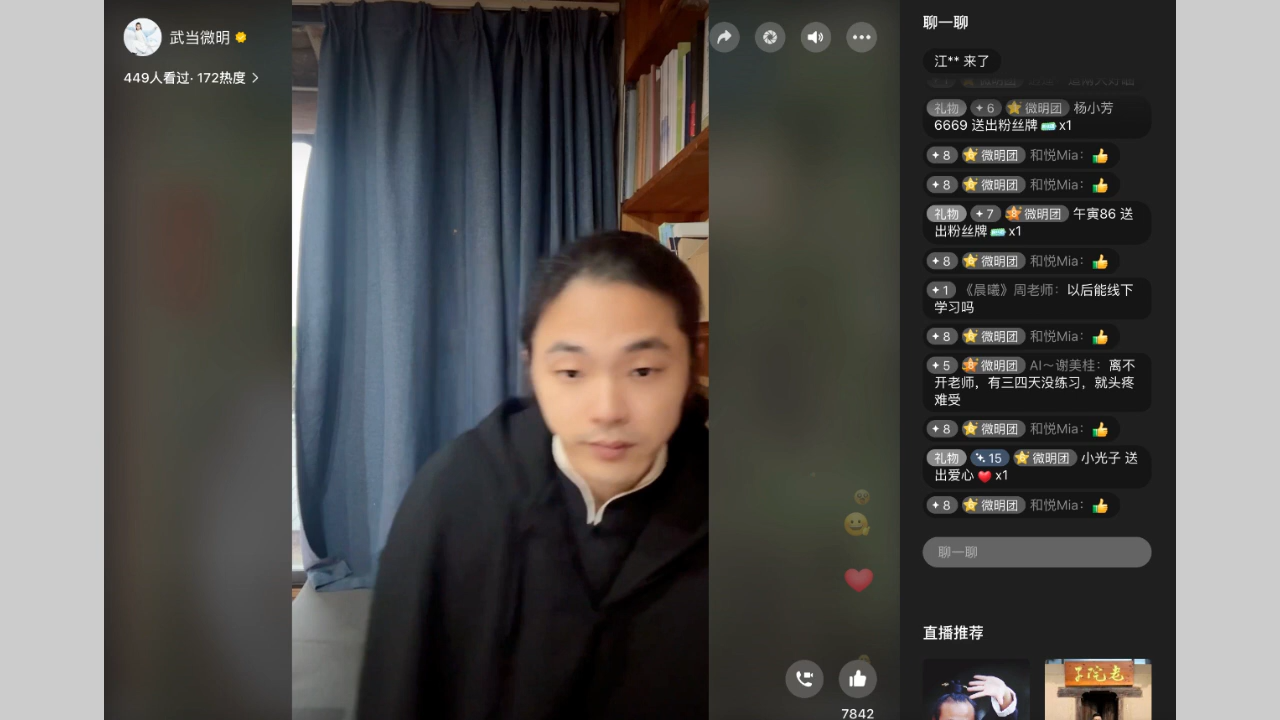 武当微明
449人看过· 172热度
聊一聊
江** 来了
礼物 6 微明团 杨小芳
6669 送出粉丝牌 x1
8 微明团 和悦Mia: 👍
8 微明团 和悦Mia: 👍
礼物 7 微明团 午寅86 送
出粉丝牌 x1
8 微明团 和悦Mia: 👍
1 《晨曦》周老师: 以后能线下
学习吗
8 微明团 和悦Mia: 👍
5 微明团 AI～谢美桂: 离不
开老师，有三四天没练习，就头疼
难受
8 微明团 和悦Mia: 👍
礼物 15 微明团 小光子 送
出爱心 ❤️ x1
8 微明团 和悦Mia: 👍
聊一聊
7842
直播推荐
老院子